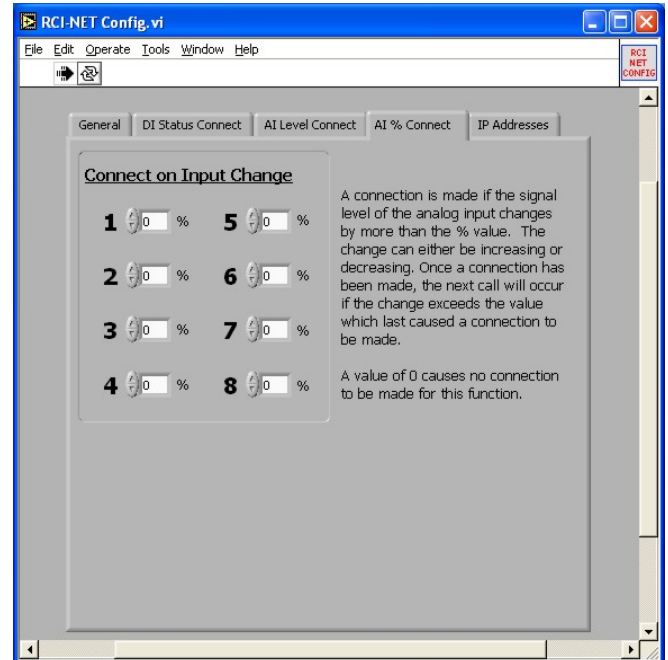 RCI-NET Config.vi
File Edit Operate Tools Window Help
RCI
NET
CONFIG
General DI Status Connect AI Level Connect AI % Connect IP Addresses
Connect on Input Change
1 0 % 5 0 %
2 0 % 6 0 %
3 0 % 7 0 %
4 0 % 8 0 %
A connection is made if the signal
level of the analog input changes
by more than the % value. The
change can either be increasing or
decreasing. Once a connection has
been made, the next call will occur
if the change exceeds the value
which last caused a connection to
be made.
A value of 0 causes no connection
to be made for this function.